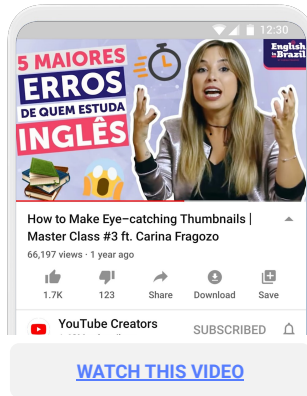 12:30
5 MAIORES
ERROS
DE QUEM ESTUDA
INGLÊS
English
in Brazil
How to Make Eye-catching Thumbnails |
Master Class #3 ft. Carina Fragozo
66,197 views · 1 year ago
1.7K
123
Share
Download
Save
YouTube Creators
SUBSCRIBED
WATCH THIS VIDEO